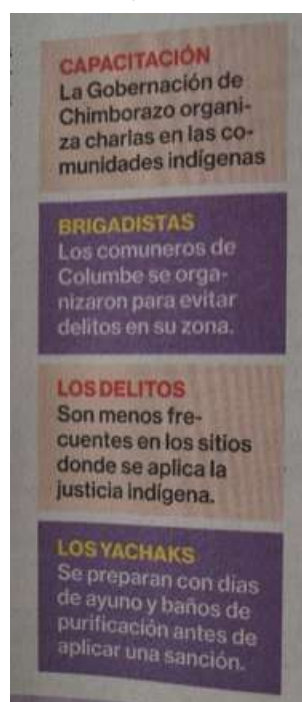 CAPACITACIÓN
La Gobernación de
Chimborazo organi-
za charlas en las co-
munidades indígenas
BRIGADISTAS
Los comuneros de
Columbe se orga-
nizaron para evitar
delitos en su zona.
LOS DELITOS
Son menos fre-
cuentes en los sitios
donde se aplica la
justicia indígena.
LOS YACHAKS
Se preparan con días
de ayuno y baños de
purificación antes de
aplicar una sanción.